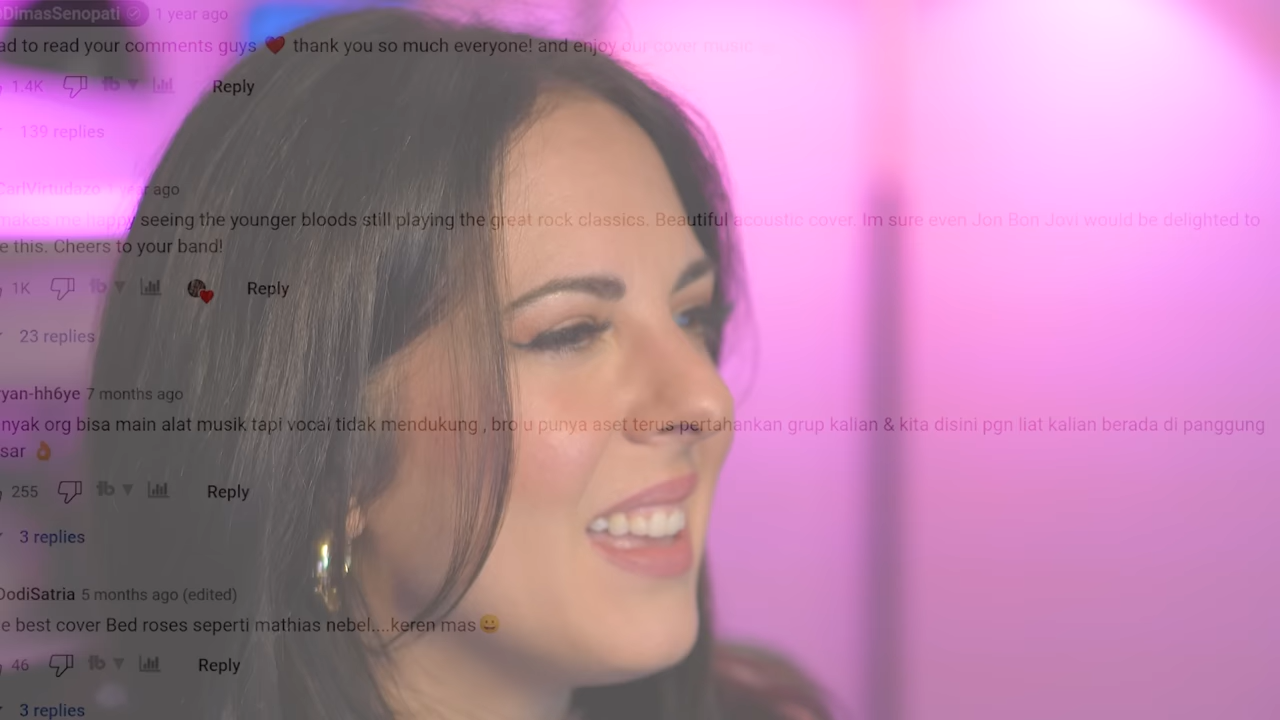 DimasSenopati 1 year ago
ad to read your comments guys ❤️ thank you so much everyone! and enjoy our cover music
1.4K Reply
139 replies
CarlVirtudazo 1 year ago
makes me happy seeing the younger bloods still playing the great rock classics. Beautiful acoustic cover. Im sure even Jon Bon Jovi would be delighted to
e this. Cheers to your band!
1K Reply
23 replies
ryan-hh6ye 7 months ago
nyak org bisa main alat musik tapi vocal tidak mendukung , bro u punya aset terus grup kalian & kita disini pgn liat kalian berada di panggung
sar 👌
255 Reply
3 replies
DodiSatria 5 months ago (edited)
e best cover Bed roses seperti mathias nebel....keren mas😀
46 Reply
3 replies